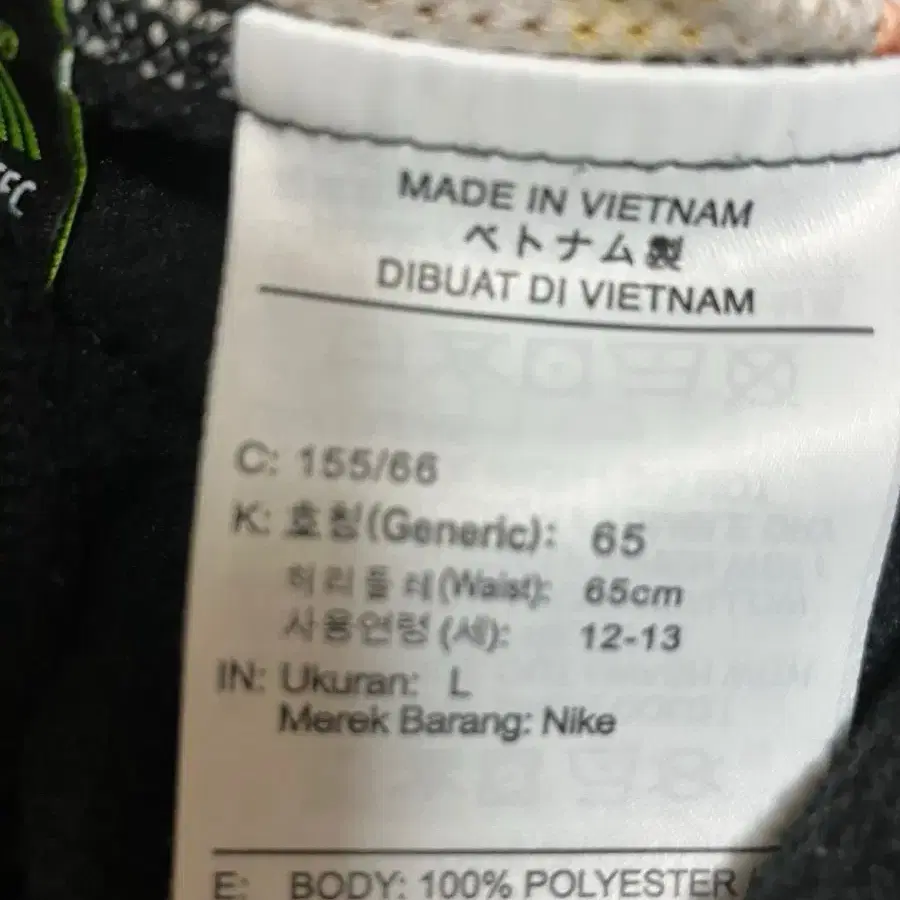 MADE IN VIETNAM
ベトナム製
DIBUAT DI VIETNAM
C: 155/66
K: 호칭(Generic): 65
허리둘레(Waist): 65cm
사용연령(세): 12-13
IN: Ukuran: L
Merek Barang: Nike
E: BODY: 100% POLYESTER